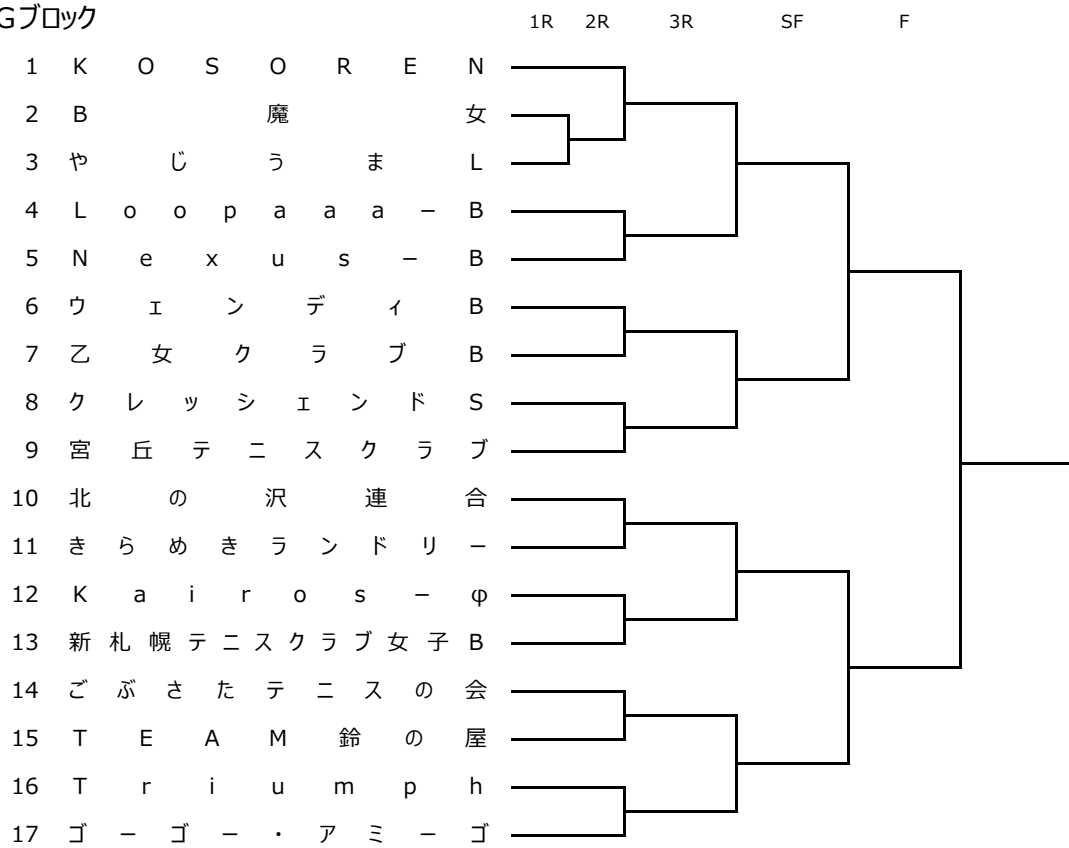 Gブロック 1R 2R 3R SF F
1 KOSOREN
2 B魔女
3 やじうまL
4 Loopaaa−B
5 Nexus−B
6 ウェンディB
7 乙女クラブB
8 クレッシェンドS
9 宮丘テニスクラブ
10 北の沢連合
11 きらめきランドリー
12 Kairos−φ
13 新札幌テニスクラブ女子B
14 ごぶさたテニスの会
15 TEAM鈴の屋
16 Triumph
17 ゴーゴー・アミーゴ